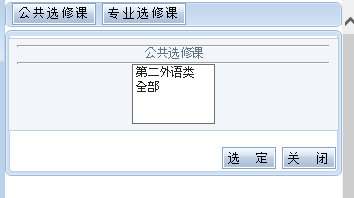 公共选修课 专业选修课
公共选修课
第二外语类
全部
选 定 关 闭